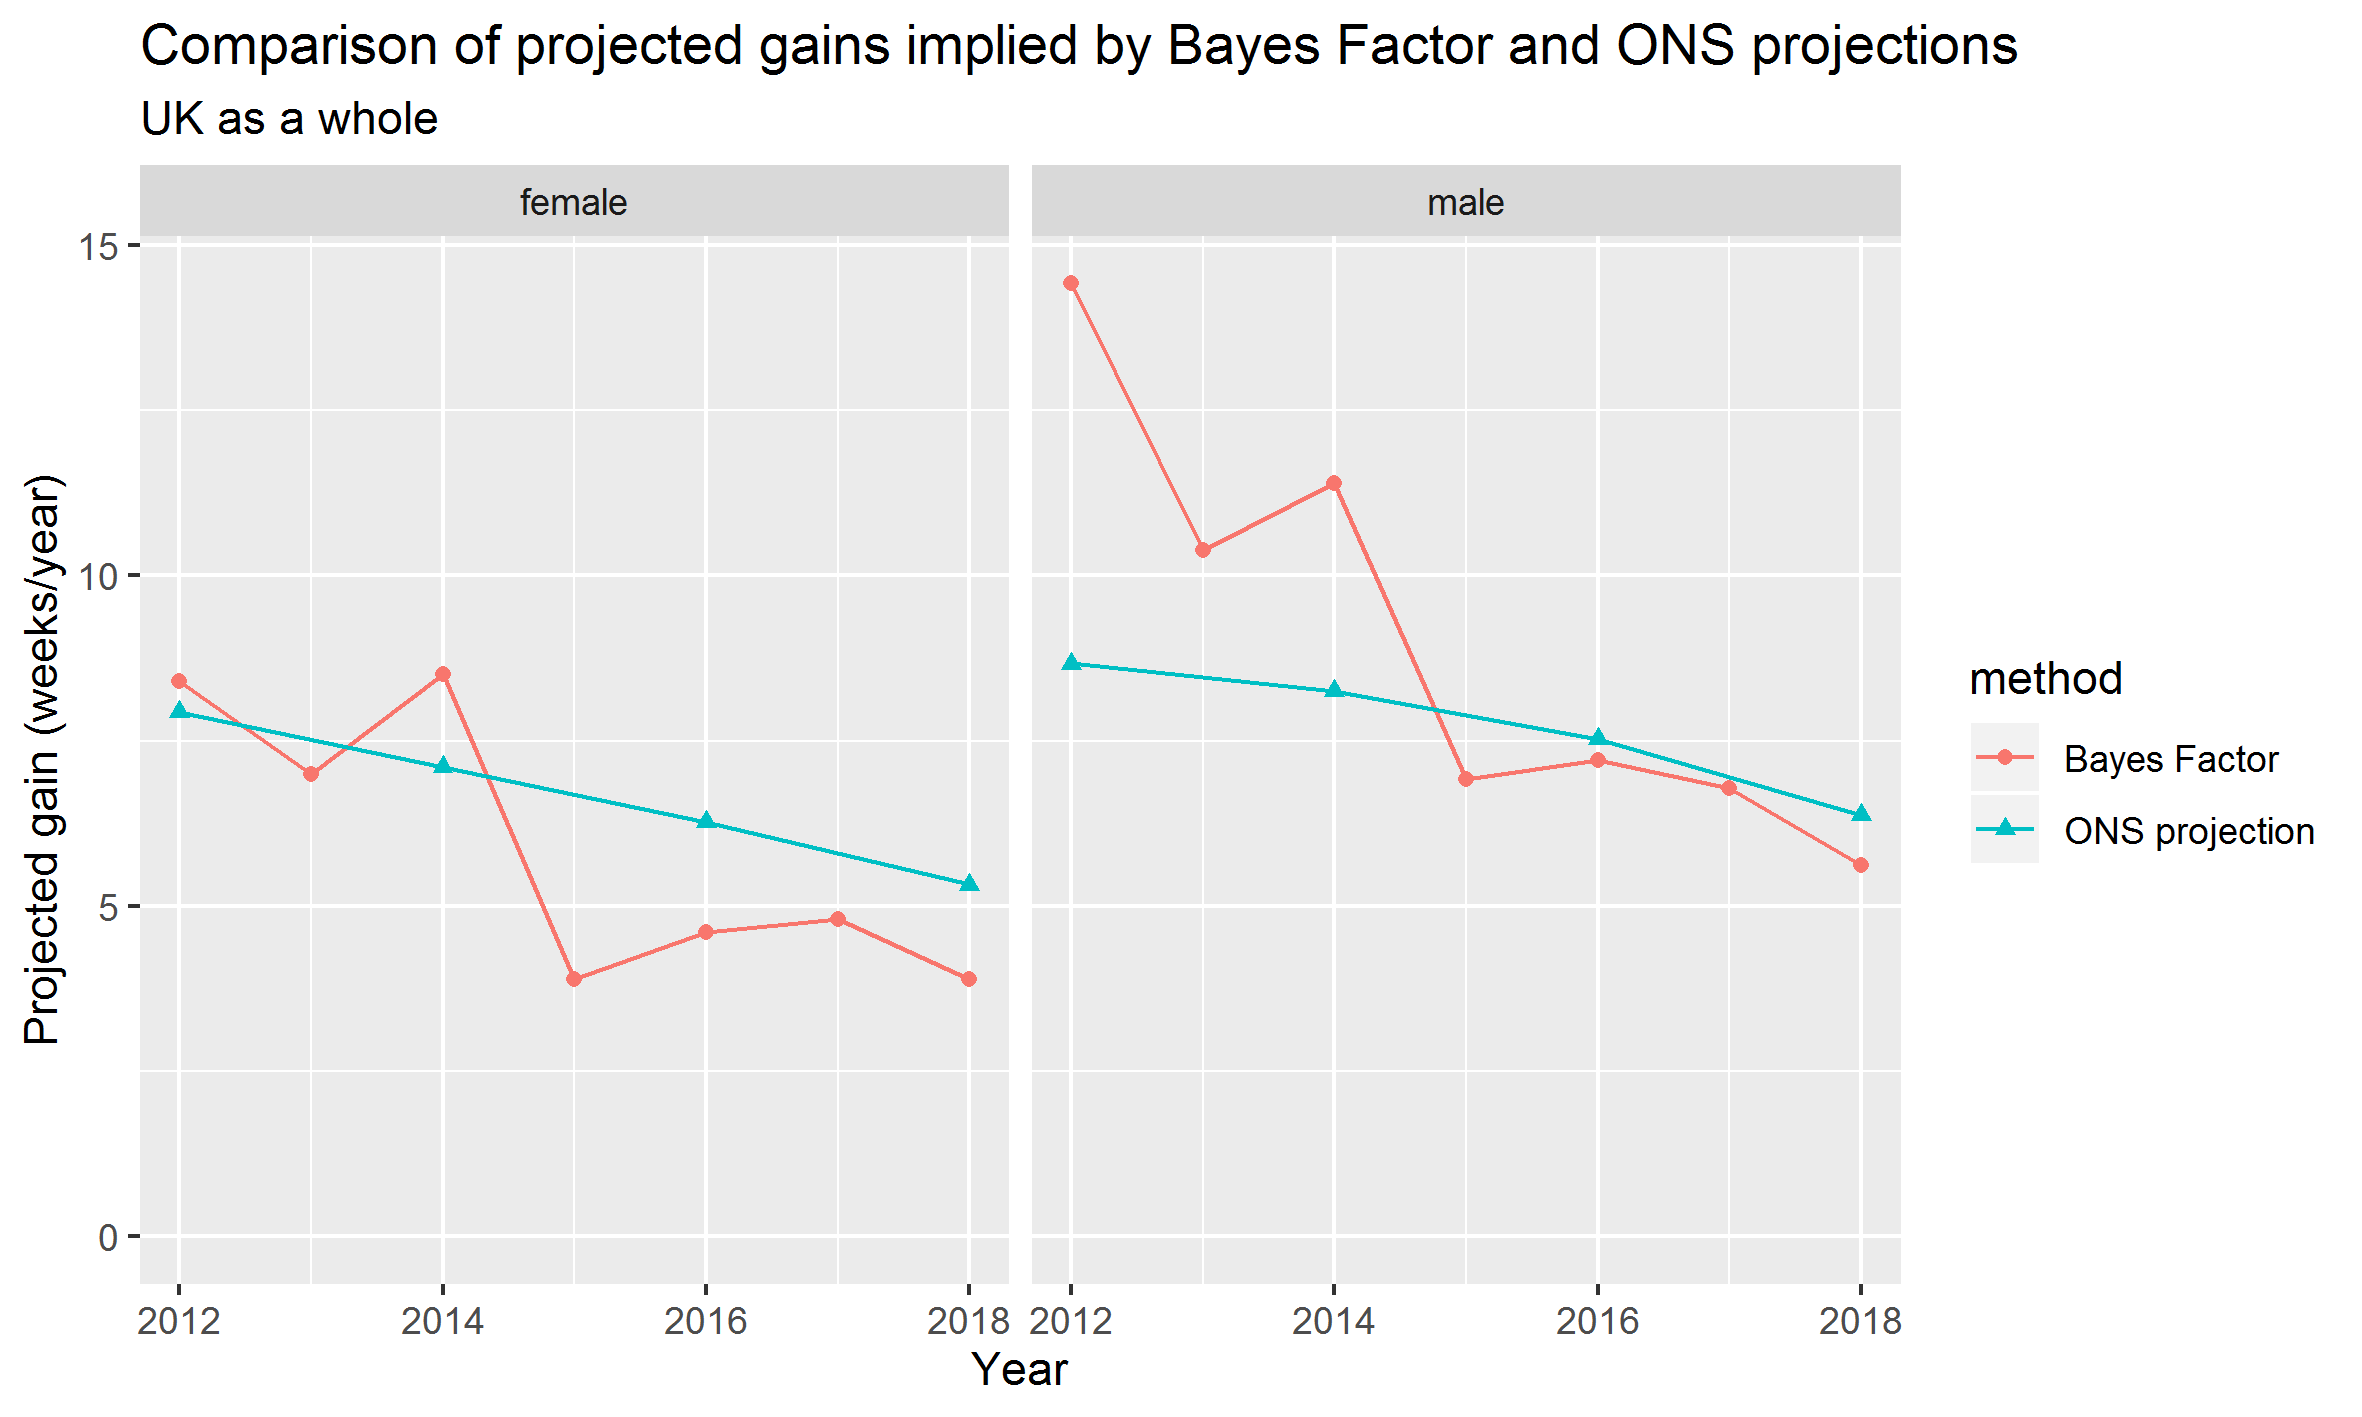 Comparison of projected gains implied by Bayes Factor and ONS projections
UK as a whole
female
male
Projected gain (weeks/year)
15
10
5
0
2012 2014 2016 2018
2012 2014 2016 2018
Year
method
Bayes Factor
ONS projection